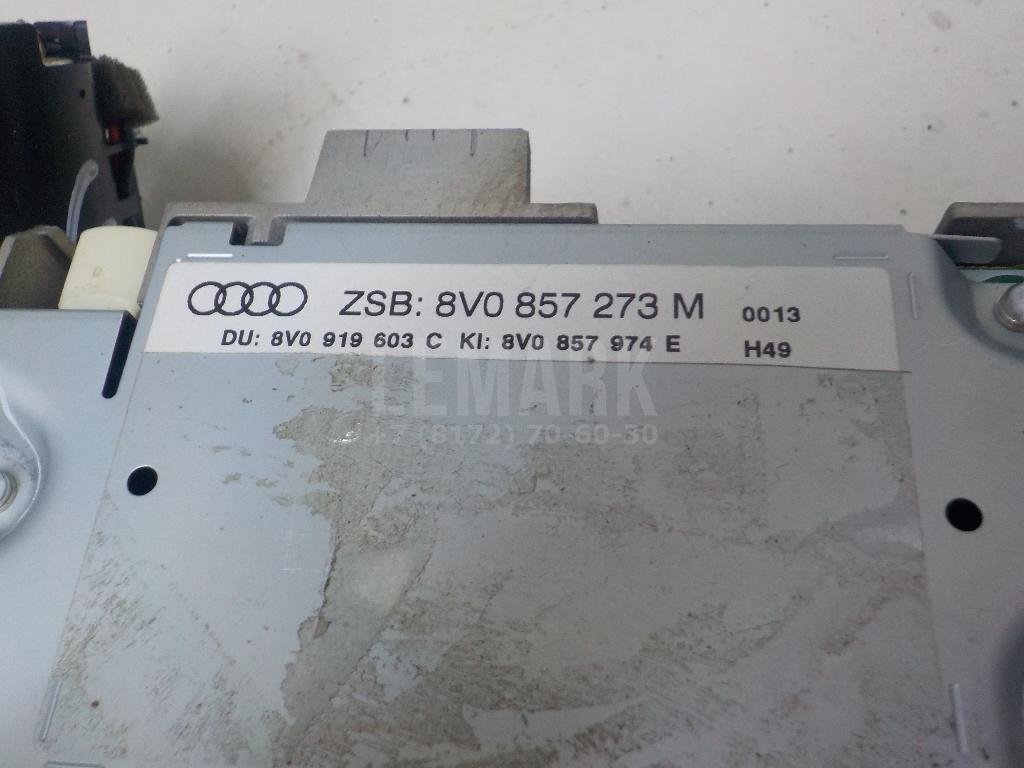 ZSB: 8V0 857 273 M 0013
DU: 8V0 919 603 C KI: 8V0 857 974 E H49
LEMARK
+7 (8172) 70-60-30